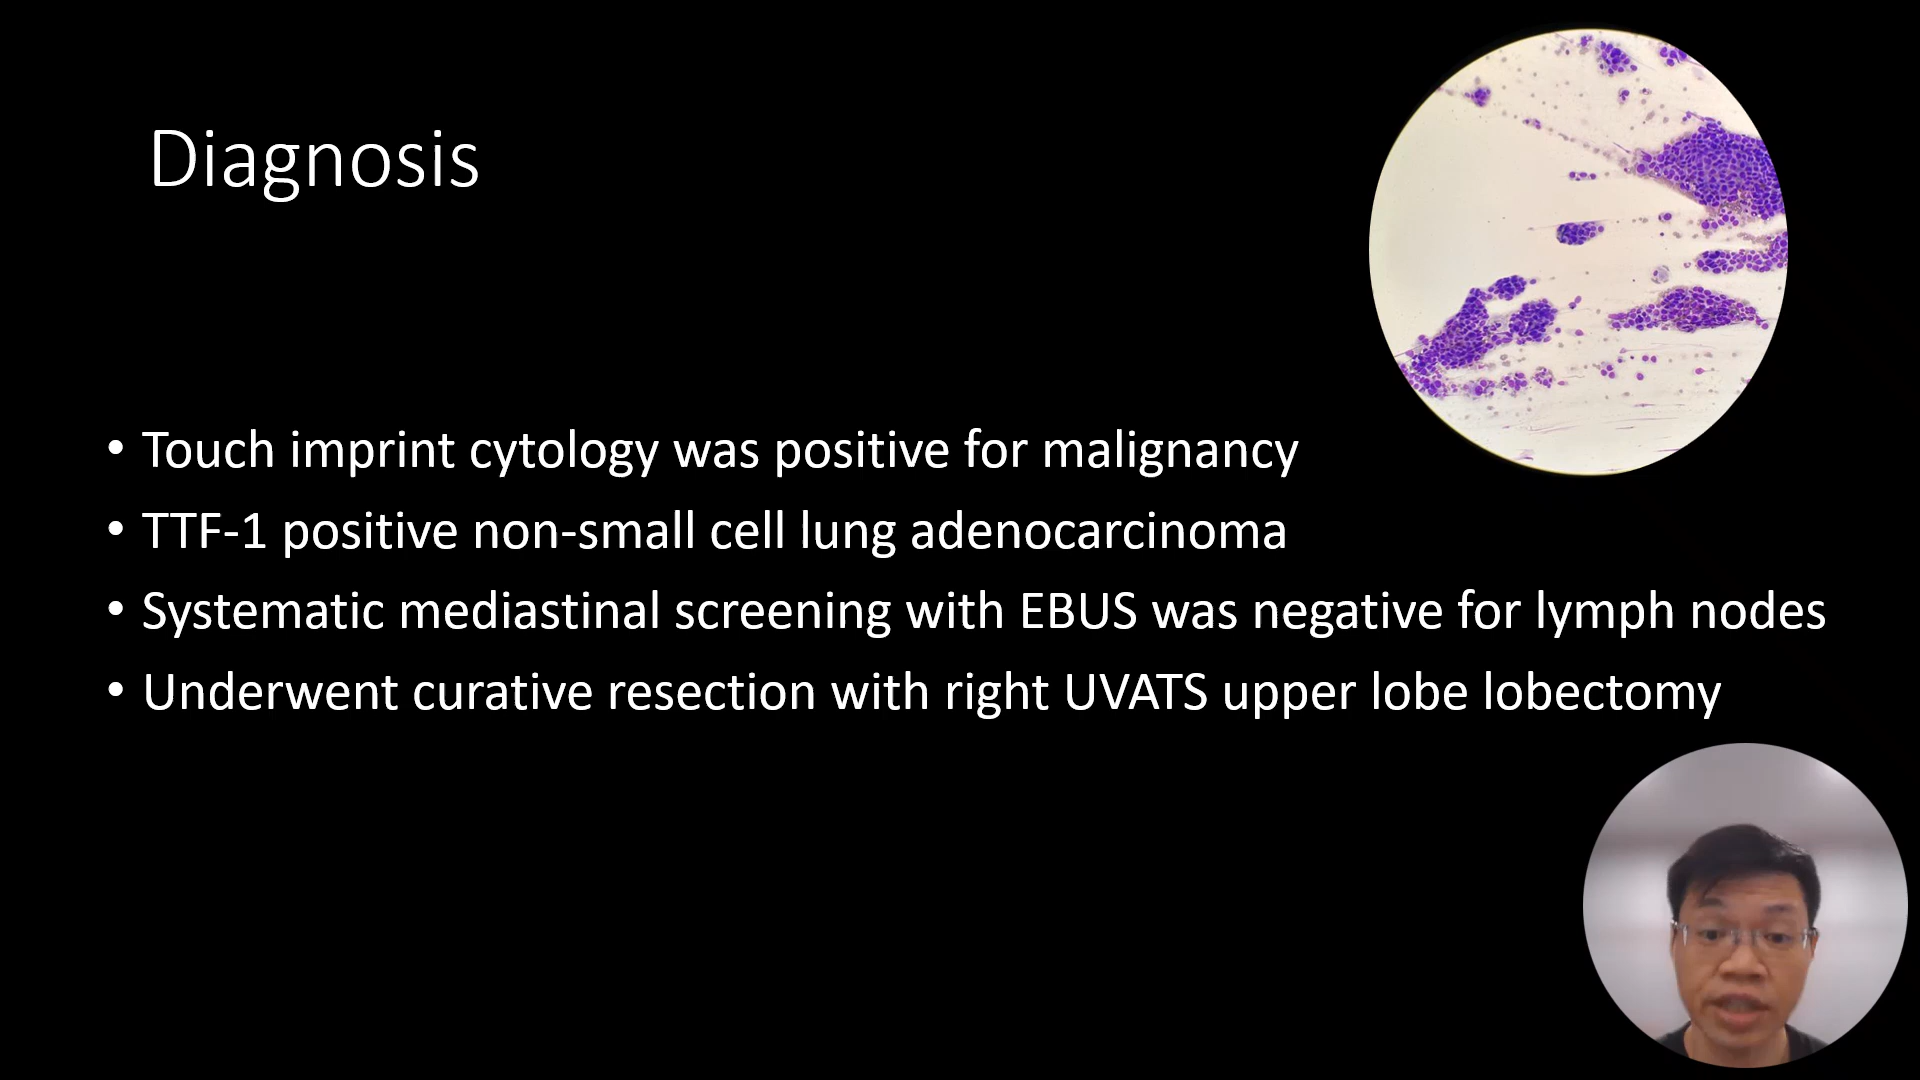 Diagnosis
• Touch imprint cytology was positive for malignancy
• TTF-1 positive non-small cell lung adenocarcinoma
• Systematic mediastinal screening with EBUS was negative for lymph nodes
• Underwent curative resection with right UVATS upper lobe lobectomy